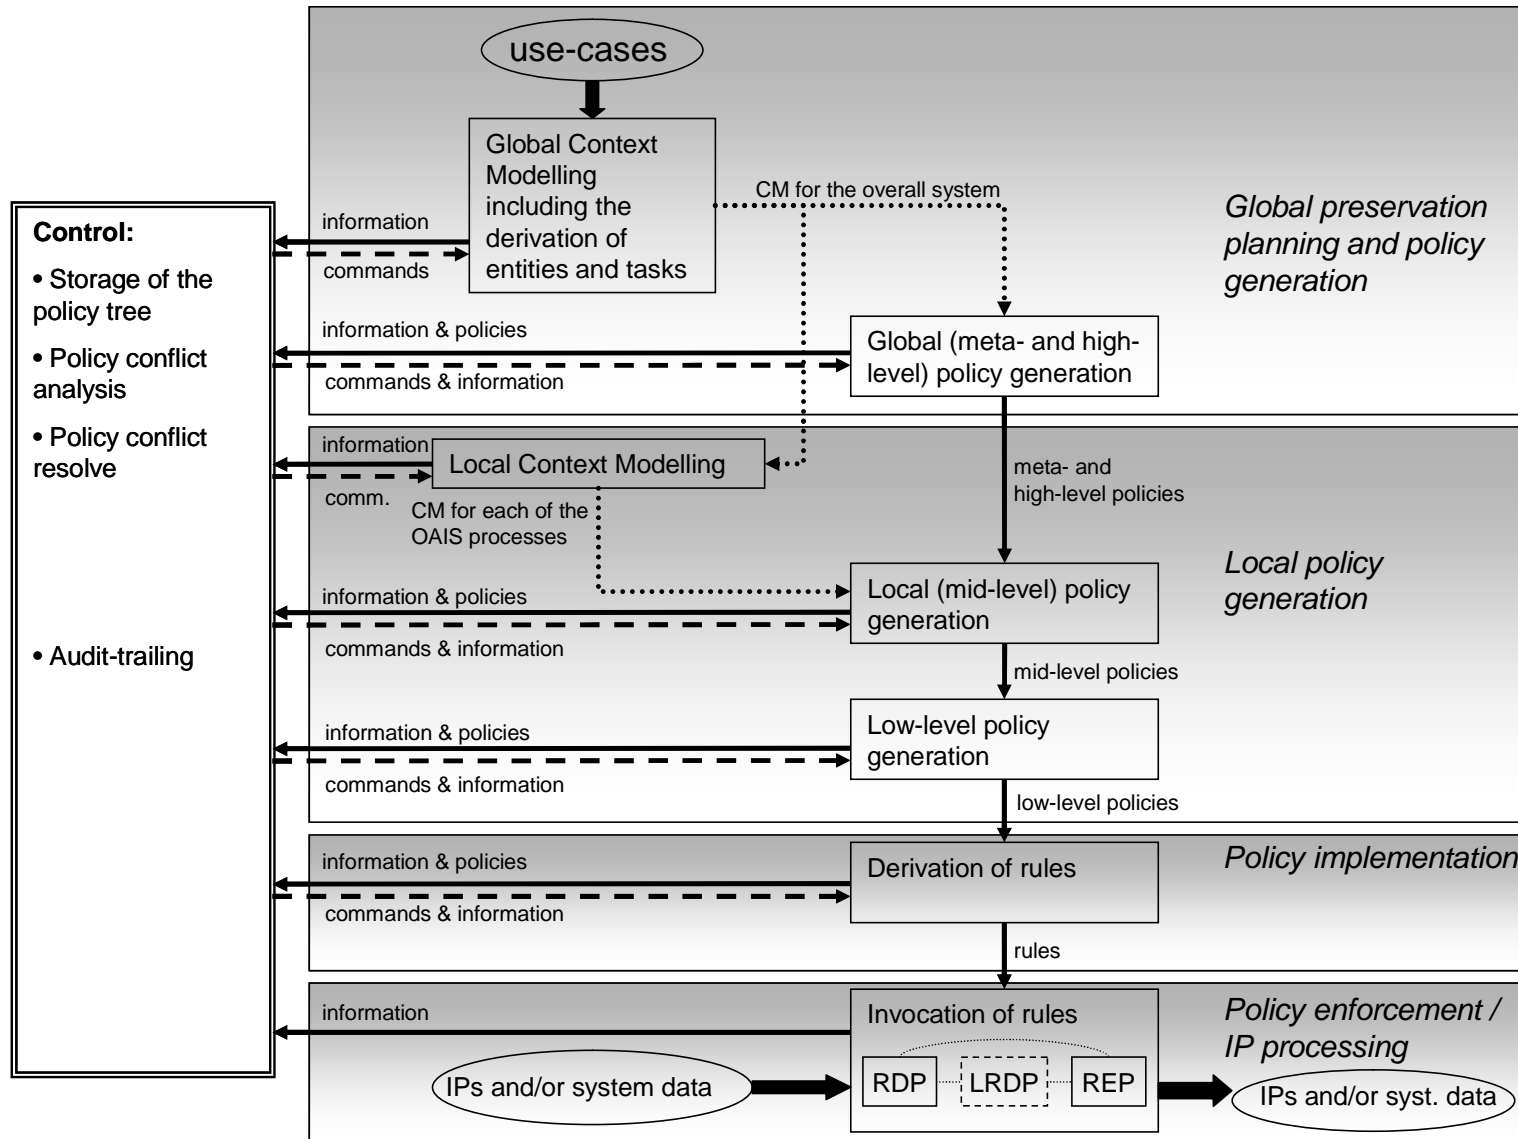 use-cases
Global Context
Modelling
including the
derivation of
entities and tasks
CM for the overall system
Global preservation
planning and policy
generation
information
commands
Control:
• Storage of the
policy tree
• Policy conflict
analysis
• Policy conflict
resolve
• Audit-trailing
information & policies
commands & information
Global (meta- and high-
level) policy generation
information
comm.
Local Context Modelling
CM for each of the
OAIS processes
meta- and
high-level policies
Local policy
generation
information & policies
commands & information
Local (mid-level) policy
generation
mid-level policies
information & policies
commands & information
Low-level policy
generation
low-level policies
Policy implementation
information & policies
commands & information
Derivation of rules
rules
Policy enforcement /
IP processing
information
Invocation of rules
RDP
LRDP
REP
IPs and/or system data
IPs and/or syst. data